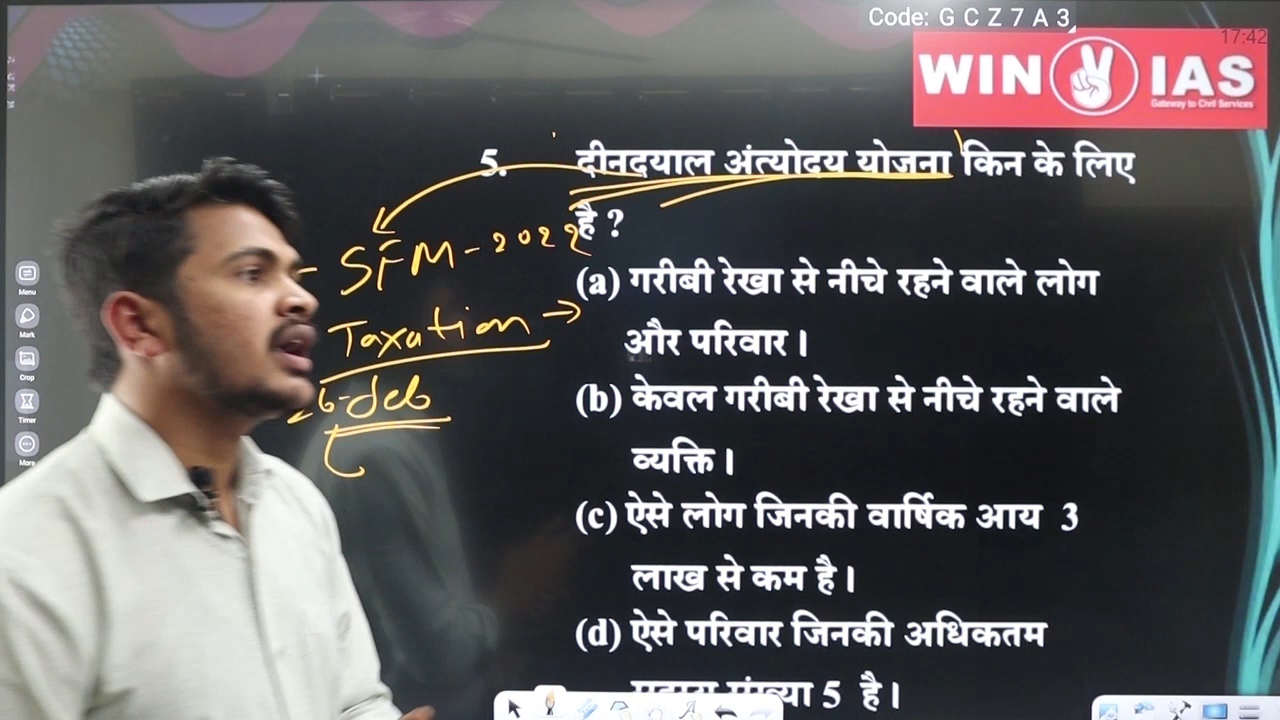 Code: G C Z 7 A 3
17:42
WIN IAS
Gateway to Civil Services
5. दीनदयाल अंत्योदय योजना किन के लिए
है ?
(a) गरीबी रेखा से नीचे रहने वाले लोग
और परिवार।
(b) केवल गरीबी रेखा से नीचे रहने वाले
व्यक्ति।
(c) ऐसे लोग जिनकी वार्षिक आय 3
लाख से कम है।
(d) ऐसे परिवार जिनकी अधिकतम
संख्या 5 है।
SFM-2022
Taxation
Menu
Mark
Crop
Timer
More